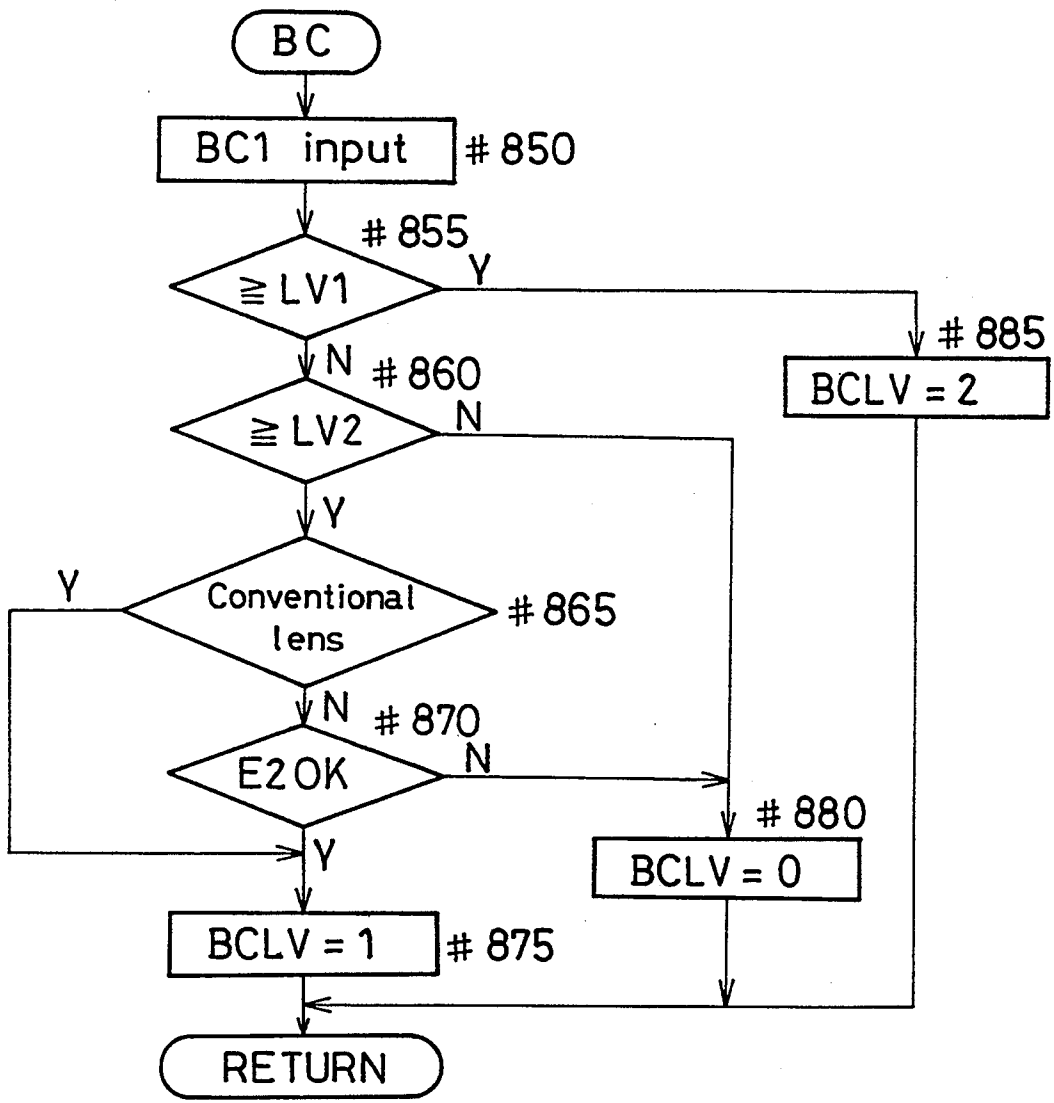 BC
BC1 input
# 850
# 855
≧ LV1
Y
N
# 885
BCLV = 2
# 860
≧ LV2
N
Y
Conventional
lens
# 865
Y
N
# 870
E2OK
N
Y
# 880
BCLV = 0
BCLV = 1
# 875
RETURN